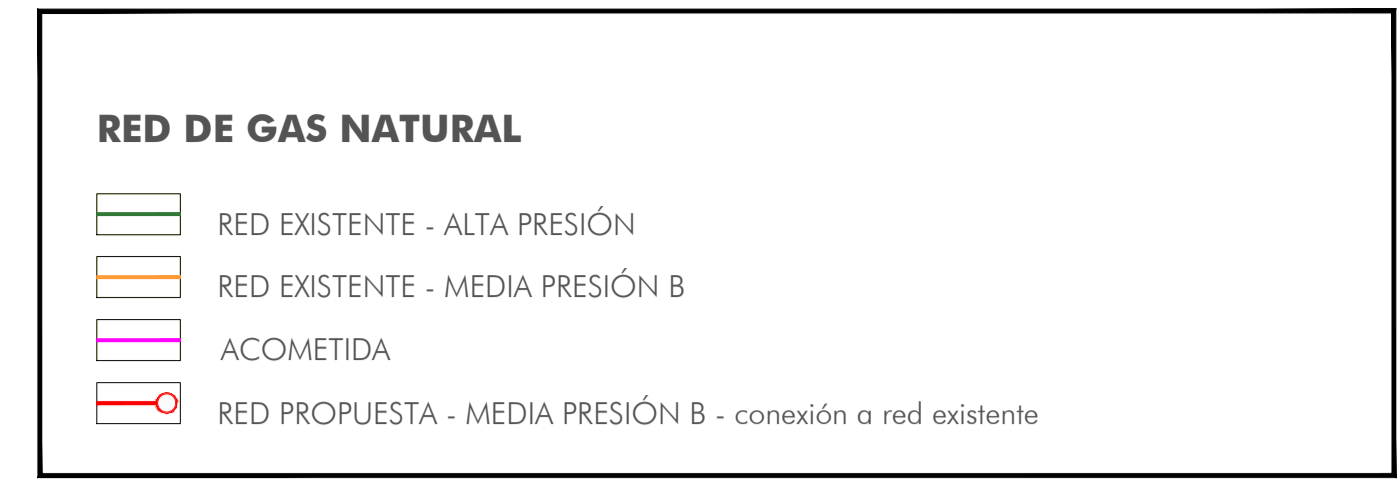 RED DE GAS NATURAL
RED EXISTENTE - ALTA PRESIÓN
RED EXISTENTE - MEDIA PRESIÓN B
ACOMETIDA
RED PROPUESTA - MEDIA PRESIÓN B - conexión a red existente